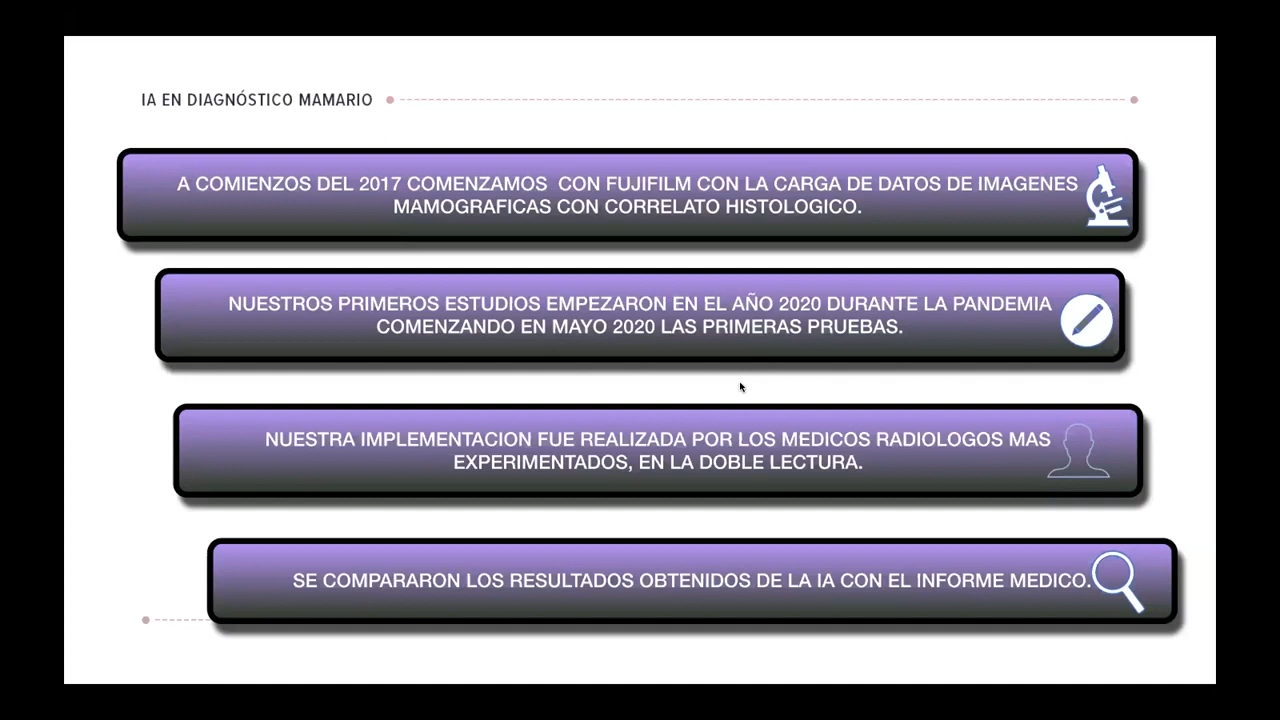 IA EN DIAGNÓSTICO MAMARIO
A COMIENZOS DEL 2017 COMENZAMOS CON FUJIFILM CON LA CARGA DE DATOS DE IMAGENES
MAMOGRAFICAS CON CORRELATO HISTOLOGICO.
NUESTROS PRIMEROS ESTUDIOS EMPEZARON EN EL AÑO 2020 DURANTE LA PANDEMIA
COMENZANDO EN MAYO 2020 LAS PRIMERAS PRUEBAS.
NUESTRA IMPLEMENTACION FUE REALIZADA POR LOS MEDICOS RADIOLOGOS MAS
EXPERIMENTADOS, EN LA DOBLE LECTURA.
SE COMPARARON LOS RESULTADOS OBTENIDOS DE LA IA CON EL INFORME MEDICO.